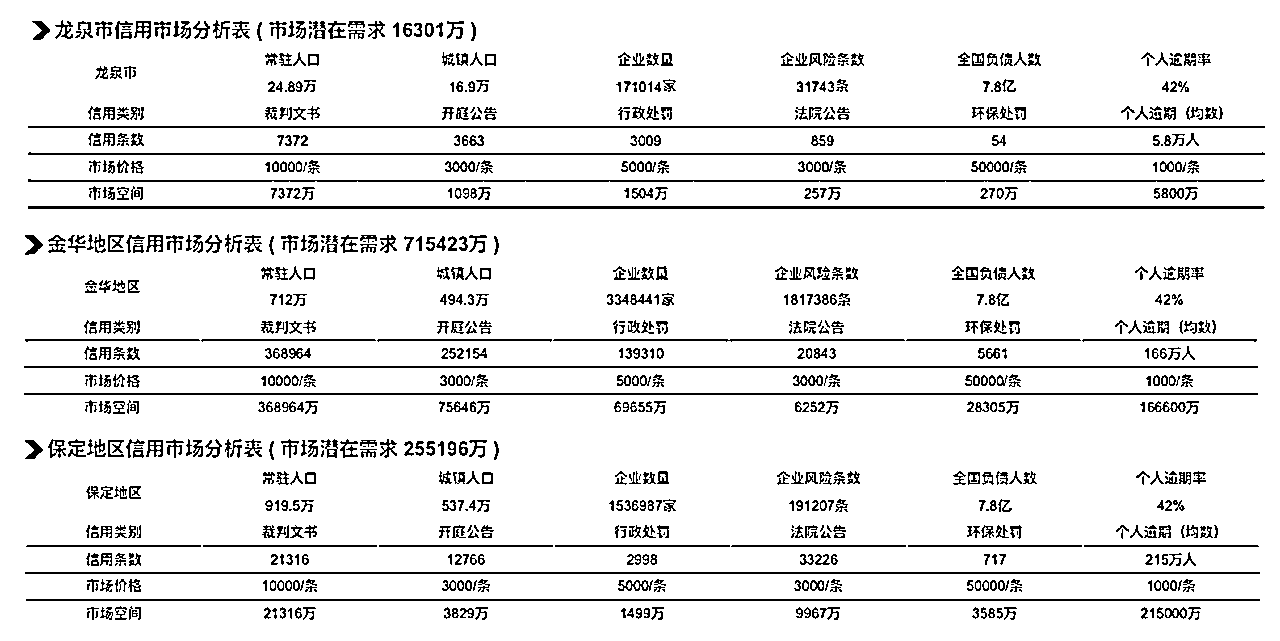 龙泉市信用市场分析表 ( 市场潜在需求 16301万 )
龙泉市 常驻人口 城镇人口 企业数量 企业风险条数 全国负债人数 个人逾期率
24.89万 16.9万 171014家 31743条 7.8亿 42%
信用类别 裁判文书 开庭公告 行政处罚 法院公告 环保处罚 个人逾期 (均数)
信用条数 7372 3663 3009 859 54 5.8万人
市场价格 10000/条 3000/条 5000/条 3000/条 50000/条 1000/条
市场空间 7372万 1098万 1504万 257万 270万 5800万
金华地区信用市场分析表 ( 市场潜在需求 715423万 )
金华地区 常驻人口 城镇人口 企业数量 企业风险条数 全国负债人数 个人逾期率
712万 494.3万 3348441家 1817386条 7.8亿 42%
信用类别 裁判文书 开庭公告 行政处罚 法院公告 环保处罚 个人逾期 (均数)
信用条数 368964 252154 139310 20843 5661 166万人
市场价格 10000/条 3000/条 5000/条 3000/条 50000/条 1000/条
市场空间 368964万 75646万 69655万 6252万 28305万 166600万
保定地区信用市场分析表 ( 市场潜在需求 255196万 )
保定地区 常驻人口 城镇人口 企业数量 企业风险条数 全国负债人数 个人逾期率
919.5万 537.4万 1536987家 191207条 7.8亿 42%
信用类别 裁判文书 开庭公告 行政处罚 法院公告 环保处罚 个人逾期 (均数)
信用条数 21316 12766 2998 33226 717 215万人
市场价格 10000/条 3000/条 5000/条 3000/条 50000/条 1000/条
市场空间 21316万 3829万 1499万 9967万 3585万 215000万